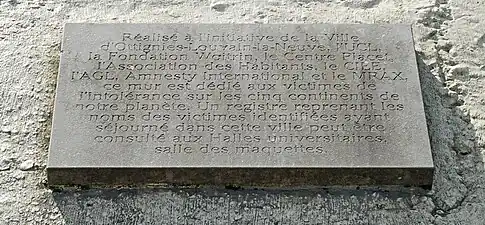 Réalisé à l'initiative de la Ville
d'Ottignies-Louvain-la-Neuve, l'UCL,
la Fondation Woitrin, le Centre Placet,
l'Association des Habitants, le CILE,
l'AGL, Amnesty International et le MRAX,
ce mur est dédié aux victimes de
l'intolérance sur les cinq continents de
notre planète. Un registre reprenant les
noms des victimes identifiées ayant
séjourné dans cette ville peut être
consulté aux Halles universitaires,
salle des maquettes.